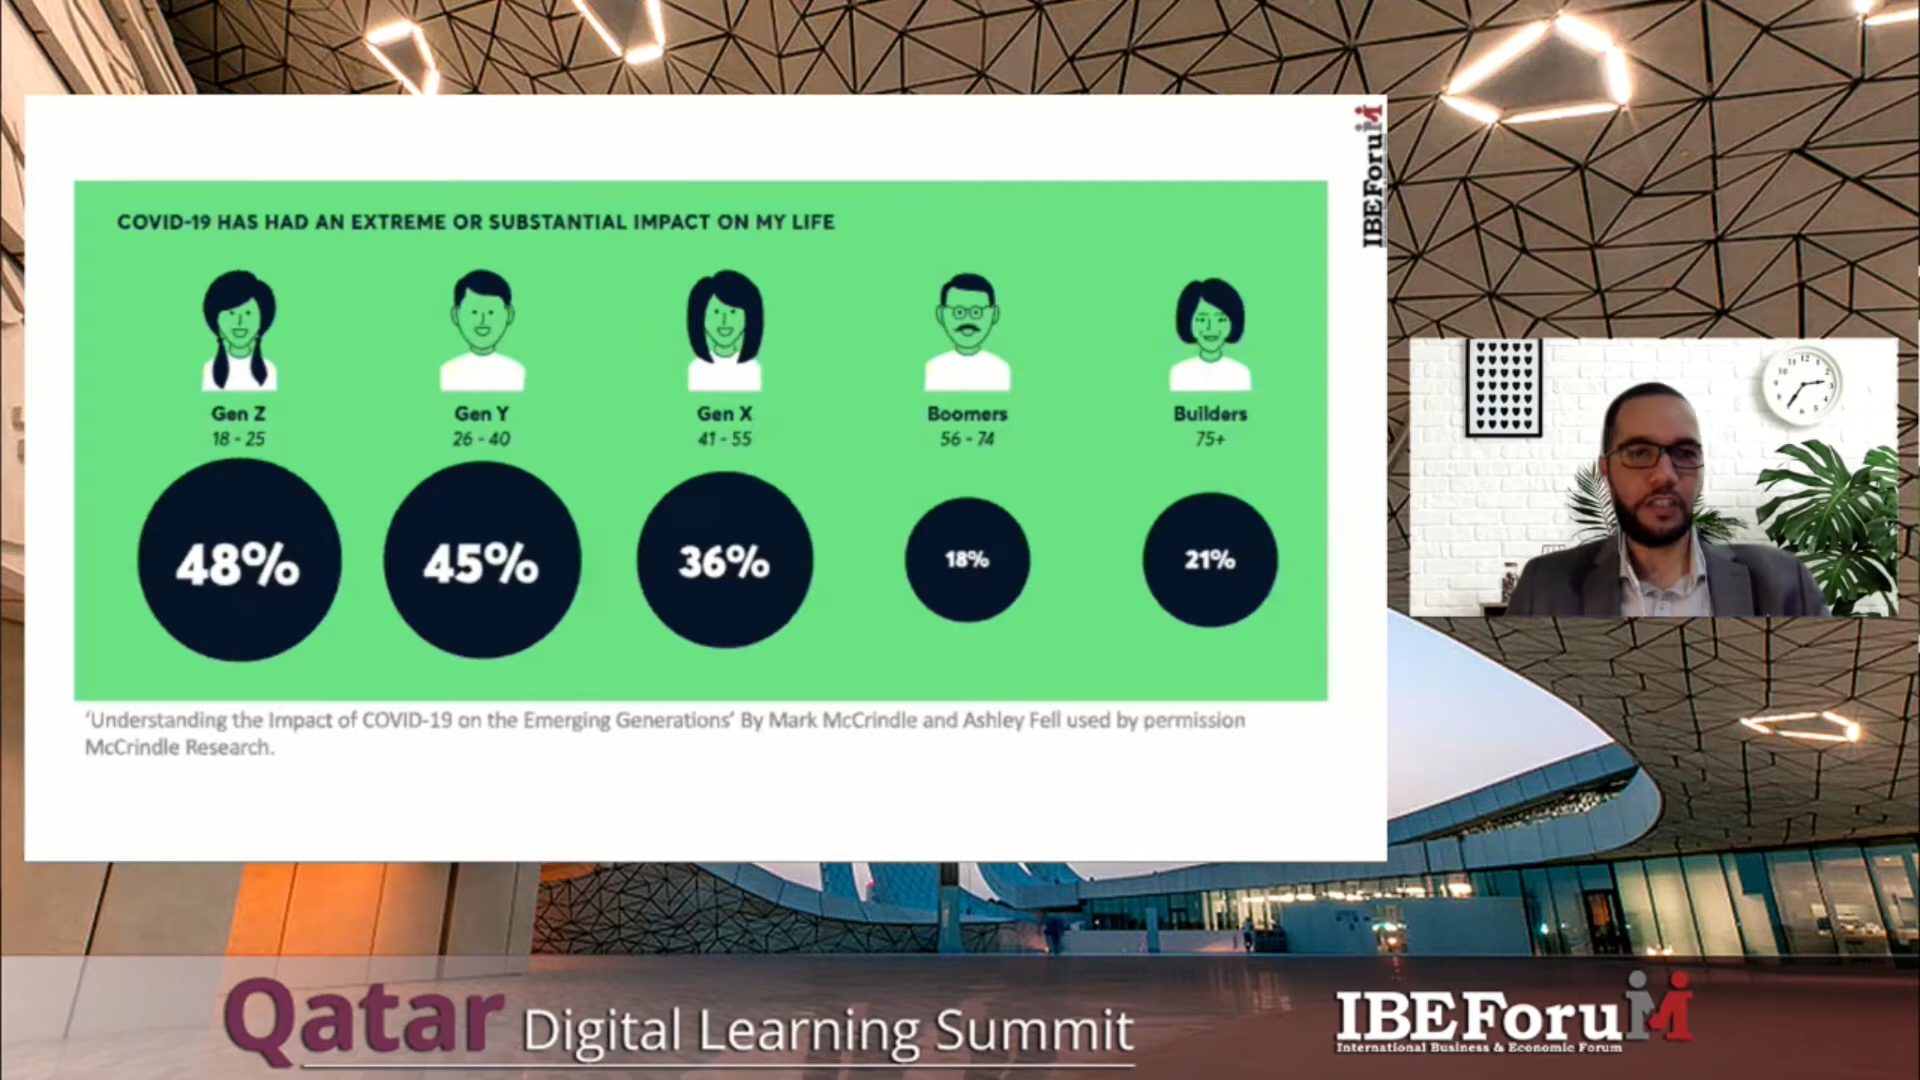 IBEForuM
COVID-19 HAS HAD AN EXTREME OR SUBSTANTIAL IMPACT ON MY LIFE
Gen Z
18 - 25
48%
Gen Y
26 - 40
45%
Gen X
41 - 55
36%
Boomers
56 - 74
18%
Builders
75+
21%
‘Understanding the Impact of COVID-19 on the Emerging Generations’ By Mark McCrindle and Ashley Fell used by permission
McCrindle Research.
Qatar Digital Learning Summit
IBEForuM
International Business & Economic Forum